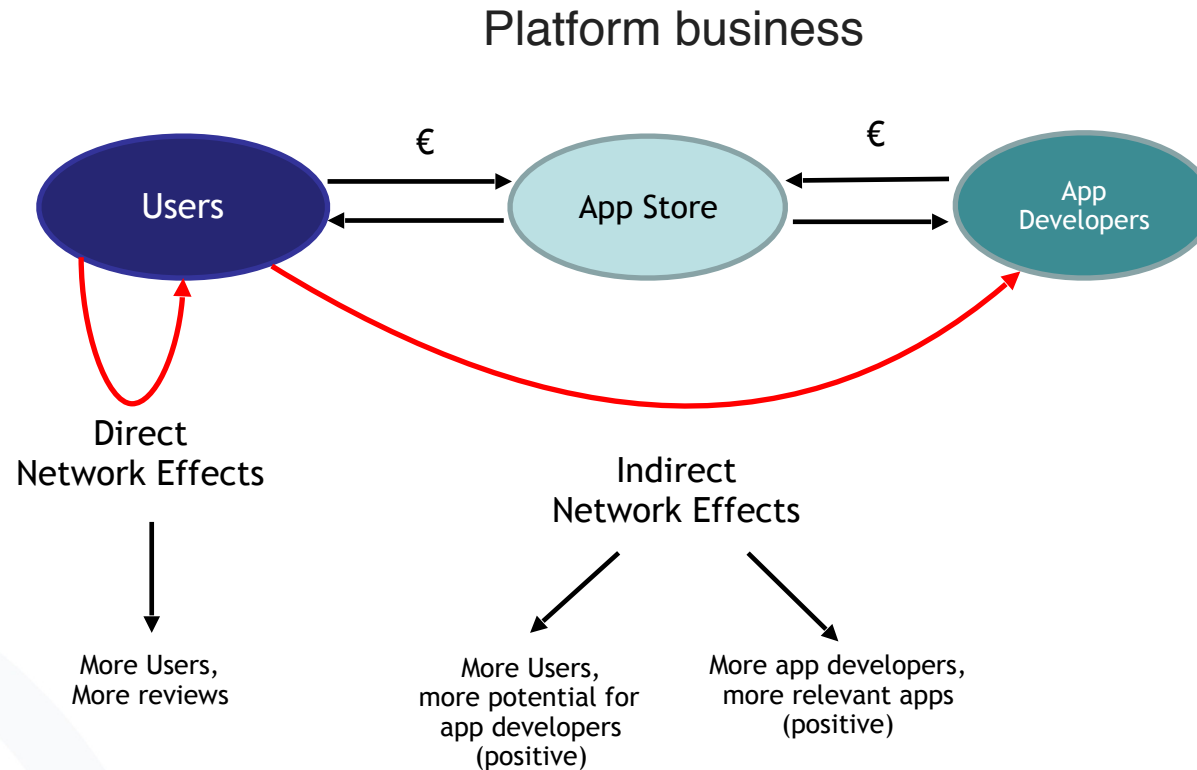 Platform business
€
€
Users
App Store
App
Developers
Direct
Network Effects
Indirect
Network Effects
More Users,
More reviews
More Users,
more potential for
app developers
(positive)
More app developers,
more relevant apps
(positive)